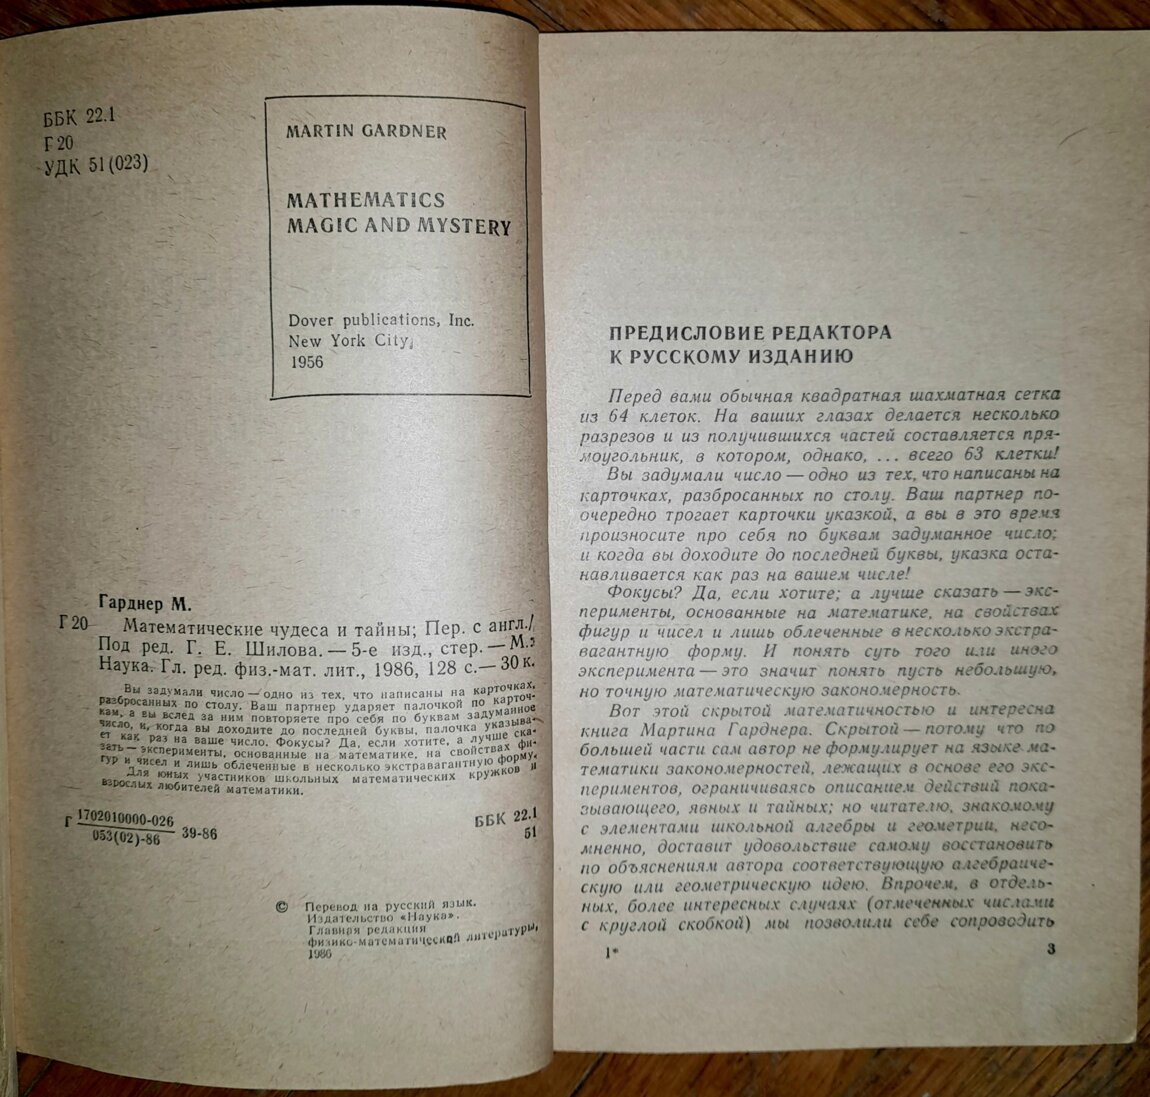 ББК 22.1
Г 20
УДК 51(023)
MARTIN GARDNER
MATHEMATICS
MAGIC AND MYSTERY
Dover publications, Inc.
New York City,
1956
Гарднер М.
Г20 Математические чудеса и тайны; Пер. с англ./
Под ред. Г. Е. Шилова. — 5-е изд., стер. — М.:
Наука. Гл. ред. физ.-мат. лит., 1986, 128 с.— 30 к.
Вы задумали число — одно из тех, что написаны на карточках,
разбросанных по столу. Ваш партнер ударяет палочкой по карточ-
кам, а вы вслед за ним повторяете про себя по буквам задуманное
число, и, когда вы доходите до последней буквы, палочка указыва-
ет как раз на ваше число. Фокусы? Да, если хотите, а лучше ска-
зать — эксперименты, основанные на математике, на свойствах фи-
гур и чисел и лишь облеченные в несколько экстравагантную форму.
Для юных участников школьных математических кружков и
взрослых любителей математики.
Г 1702010000-026
053(02)-86 39-86
ББК 22.1
51
© Перевод на русский язык.
Издательство «Наука».
Главная редакция
физико-математической литературы,
1986
ПРЕДИСЛОВИЕ РЕДАКТОРА
К РУССКОМУ ИЗДАНИЮ
Перед вами обычная квадратная шахматная сетка
из 64 клеток. На ваших глазах делается несколько
разрезов и из получившихся частей составляется пря-
моугольник, в котором, однако, ... всего 63 клетки!
Вы задумали число — одно из тех, что написаны на
карточках, разбросанных по столу. Ваш партнер по-
очередно трогает карточки указкой, а вы в это время
произносите про себя по буквам задуманное число;
и когда вы доходите до последней буквы, указка оста-
навливается как раз на вашем числе!
Фокусы? Да, если хотите; а лучше сказать — экс-
перименты, основанные на математике, на свойствах
фигур и чисел и лишь облеченные в несколько экстра-
вагантную форму. И понять суть того или иного
эксперимента — это значит понять пусть небольшую,
но точную математическую закономерность.
Вот этой скрытой математичностью и интересна
книга Мартина Гарднера. Скрытой — потому что по
большей части сам автор не формулирует на языке ма-
тематики закономерностей, лежащих в основе его экс-
периментов, ограничиваясь описанием действий пока-
зывающего, явных и тайных; но читателю, знакомому
с элементами школьной алгебры и геометрии, несо-
мненно, доставит удовольствие самому восстановить
по объяснениям автора соответствующую алгебраиче-
скую или геометрическую идею. Впрочем, в отдель-
ных, более интересных случаях (отмеченных числами
с круглой скобкой) мы позволили себе сопроводить
1*
3